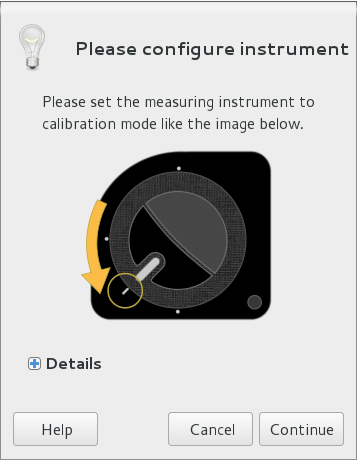 Please configure instrument
Please set the measuring instrument to
calibration mode like the image below.
Details
Help
Cancel
Continue